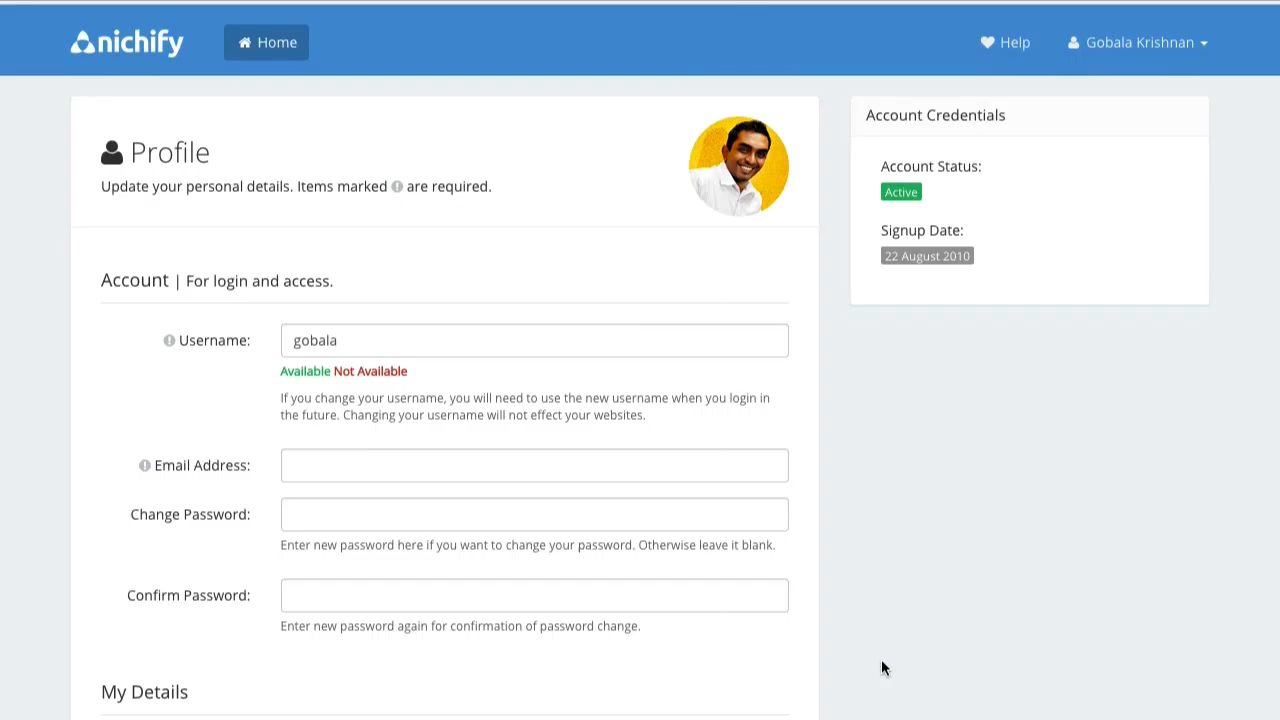 nichify
Home
Help
Gobala Krishnan
Profile
Update your personal details. Items marked are required.
Account | For login and access.
Username:
gobala
Available Not Available
If you change your username, you will need to use the new username when you login in
the future. Changing your username will not effect your websites.
Email Address:
Change Password:
Enter new password here if you want to change your password. Otherwise leave it blank.
Confirm Password:
Enter new password again for confirmation of password change.
My Details
Account Credentials
Account Status:
Active
Signup Date:
22 August 2010